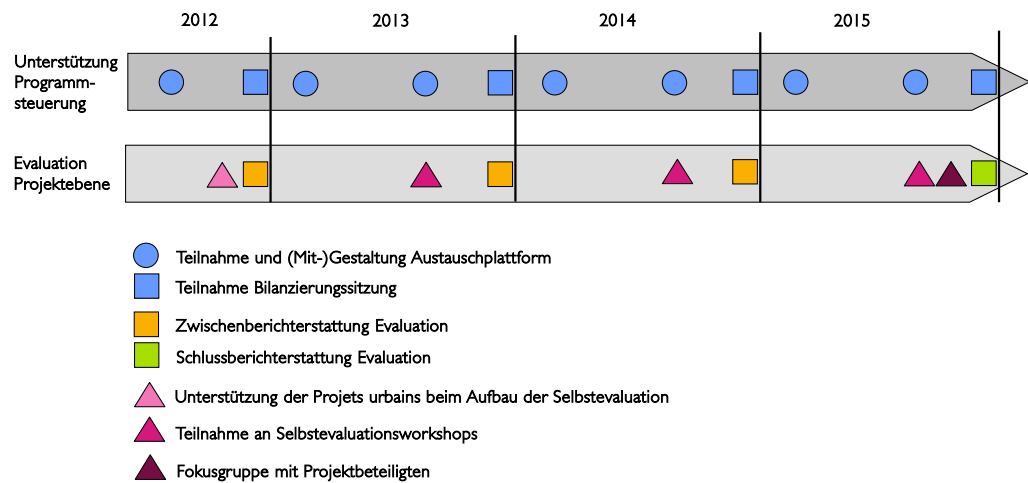 2012 2013 2014 2015
Unterstützung
Programm-
steuerung
Evaluation
Projektebene
Teilnahme und (Mit-)Gestaltung Austauschplattform
Teilnahme Bilanzierungssitzung
Zwischenberichterstattung Evaluation
Schlussberichterstattung Evaluation
Unterstützung der Projets urbains beim Aufbau der Selbstevaluation
Teilnahme an Selbstevaluationsworkshops
Fokusgruppe mit Projektbeteiligten